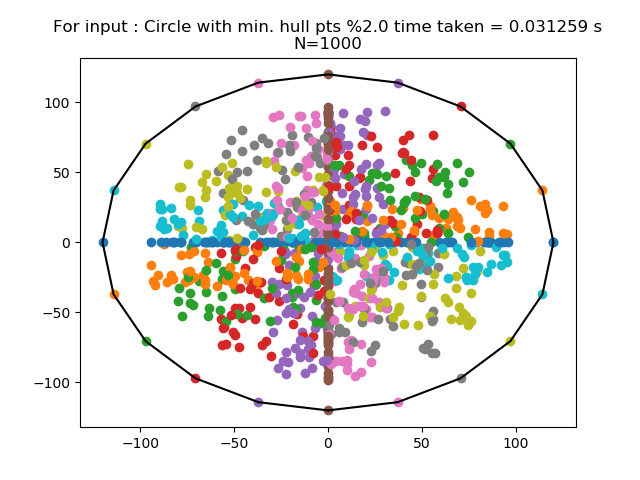 For input : Circle with min. hull pts %2.0 time taken = 0.031259 s
N=1000
100
50
0
−50
−100
−100 −50 0 50 100